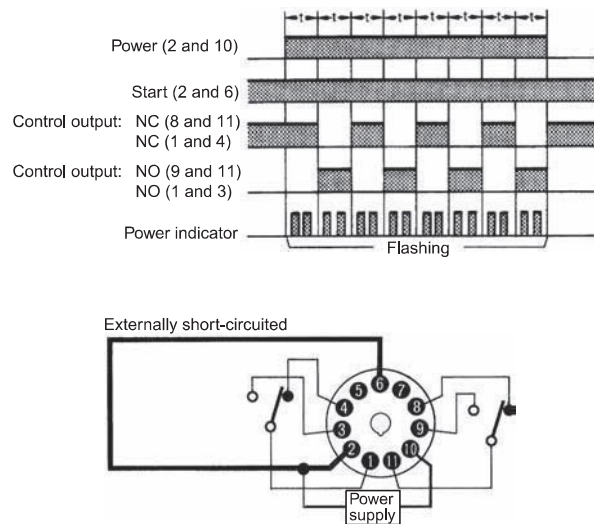 t t t t t t t t
Power (2 and 10)
Start (2 and 6)
Control output: NC (8 and 11)
NC (1 and 4)
Control output: NO (9 and 11)
NO (1 and 3)
Power indicator
Flashing
Externally short-circuited
6
5 7
4 8
3 9
2 10
1 11
Power
supply